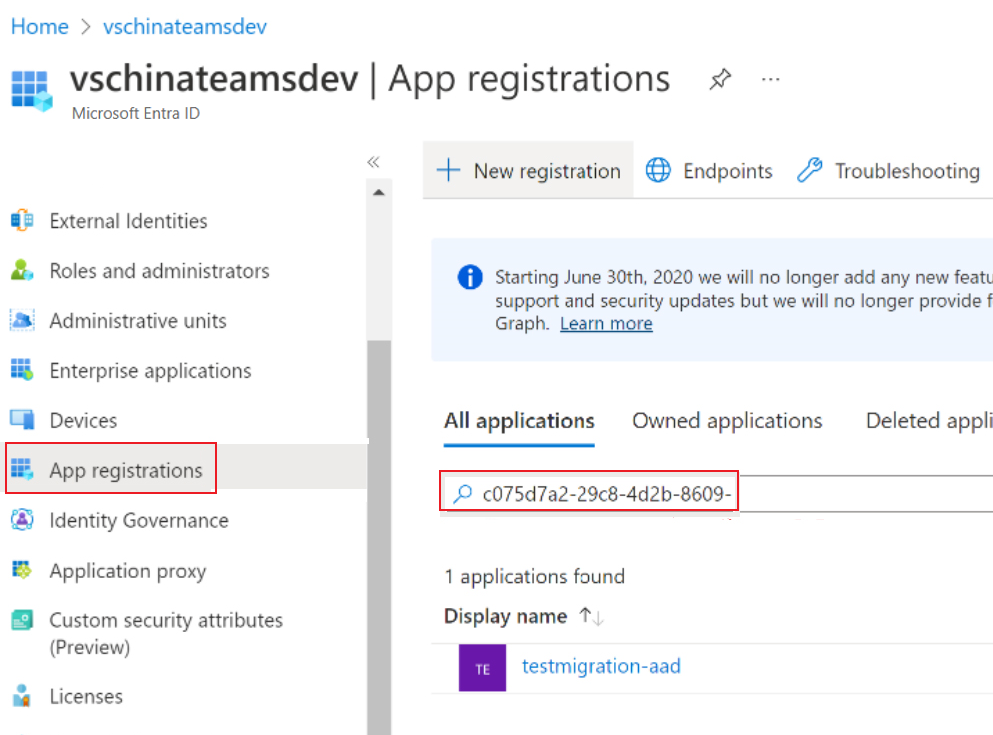 Home > vschinateamsdev
vschinateamsdev | App registrations
Microsoft Entra ID
External Identities
Roles and administrators
Administrative units
Enterprise applications
Devices
App registrations
Identity Governance
Application proxy
Custom security attributes
(Preview)
Licenses
New registration
Endpoints
Troubleshooting
Starting June 30th, 2020 we will no longer add any new featu
support and security updates but we will no longer provide f
Graph. Learn more
All applications
Owned applications
Deleted appli
c075d7a2-29c8-4d2b-8609-
1 applications found
Display name
TE
testmigration-aad